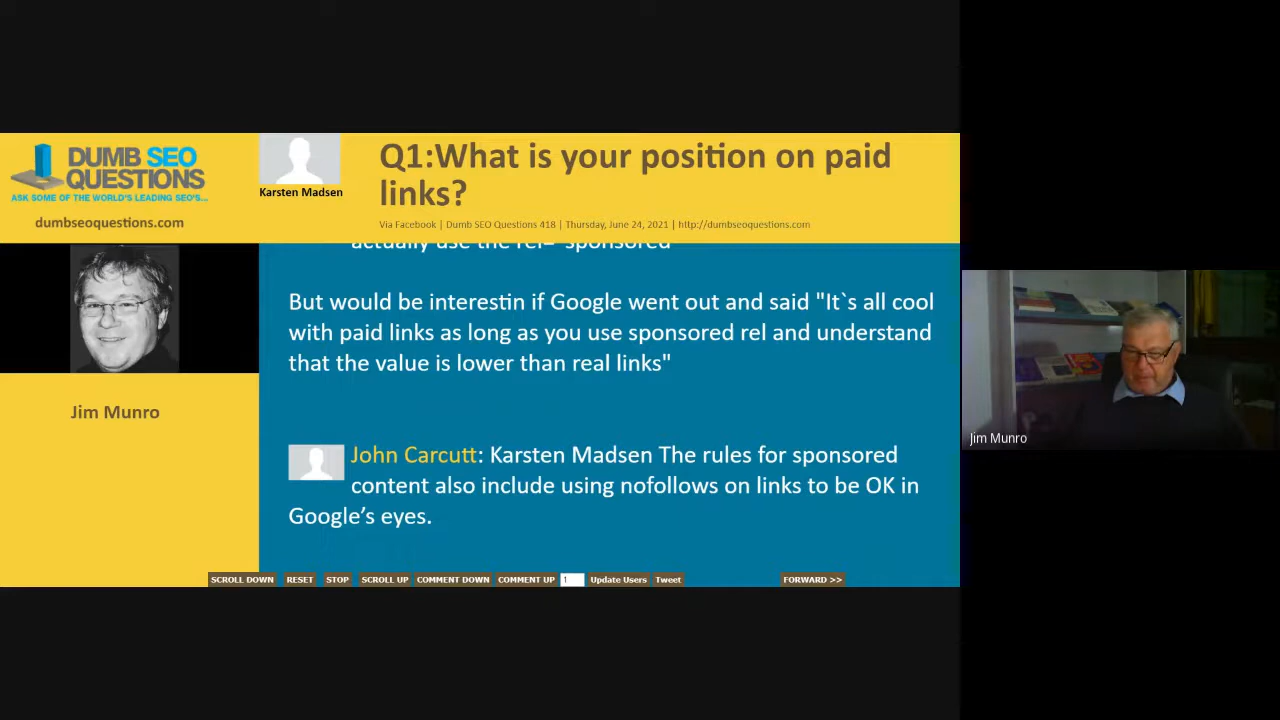 DUMB SEO
QUESTIONS
ASK SOME OF THE WORLD'S LEADING SEO'S...
dumbseoquestions.com
Karsten Madsen
Q1:What is your position on paid
links?
Via Facebook | Dumb SEO Questions 418 | Thursday, June 24, 2021 | http://dumbseoquestions.com
Jim Munro
actually use the rel="sponsored"
But would be interestin if Google went out and said "It`s all cool
with paid links as long as you use sponsored rel and understand
that the value is lower than real links"
John Carcutt: Karsten Madsen The rules for sponsored
content also include using nofollows on links to be OK in
Google’s eyes.
SCROLL DOWN RESET STOP SCROLL UP COMMENT DOWN COMMENT UP 1 Update Users Tweet FORWARD >>
Jim Munro